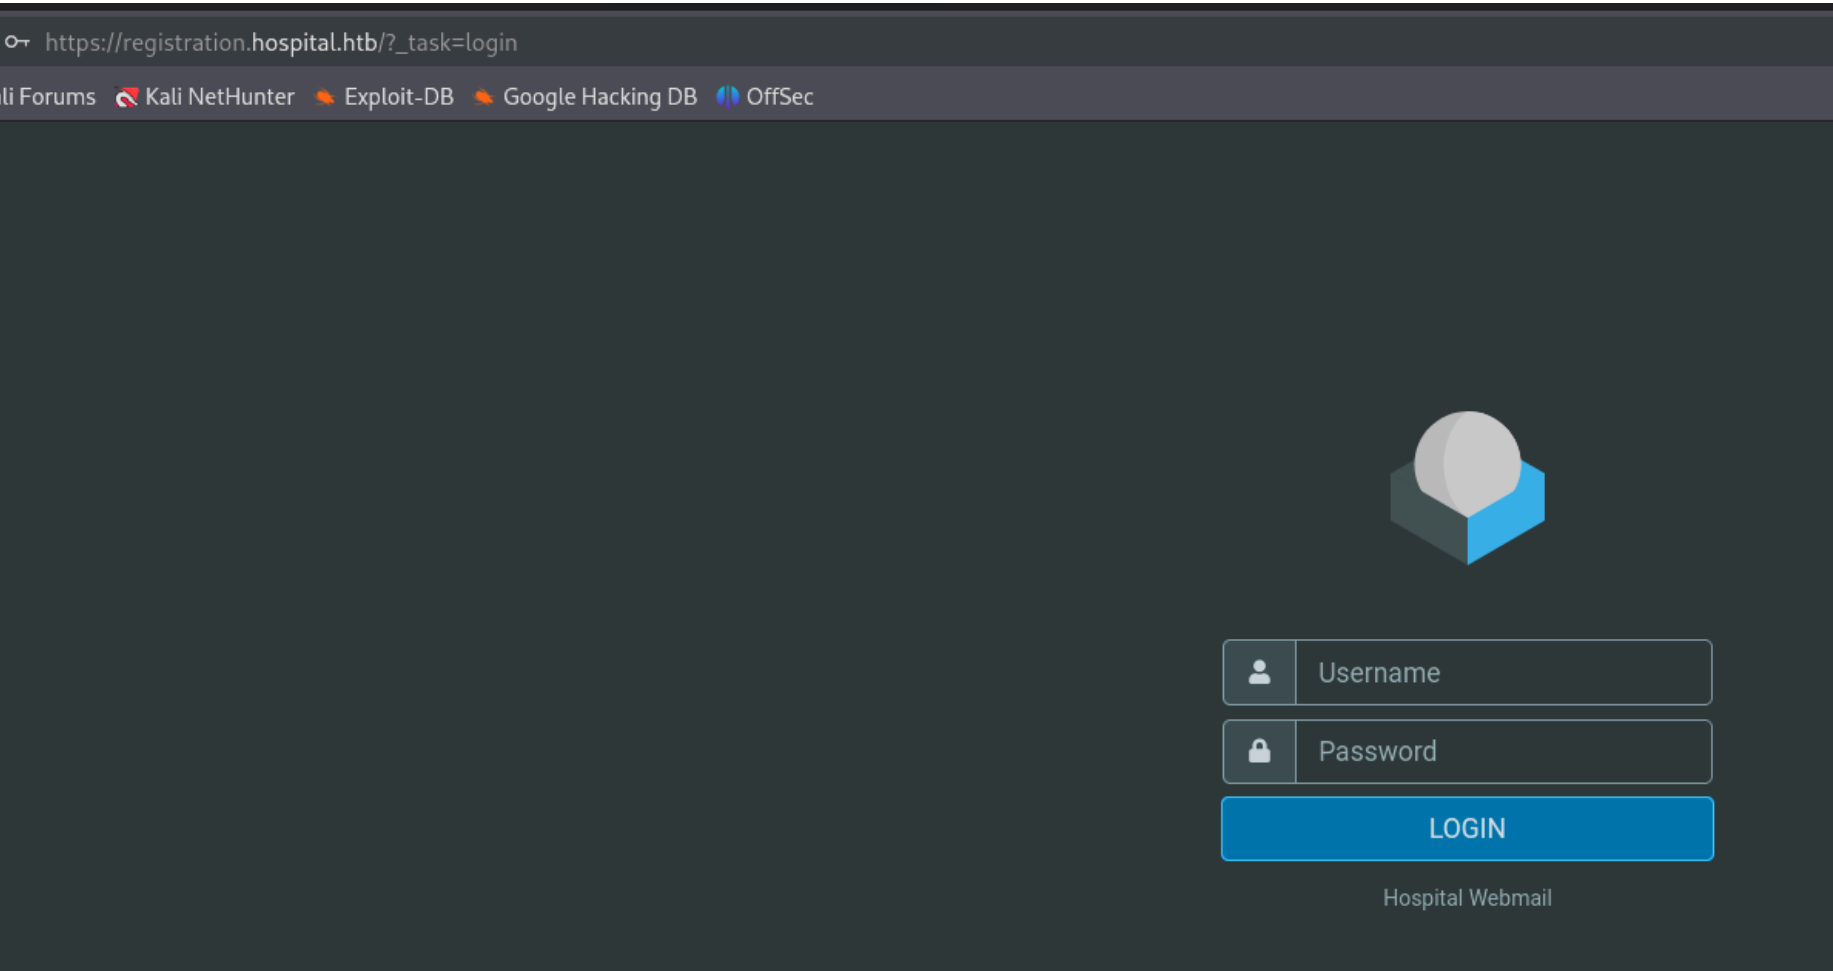 https://registration.hospital.htb/?_task=login
li Forums Kali NetHunter Exploit-DB Google Hacking DB OffSec
Username
Password
LOGIN
Hospital Webmail